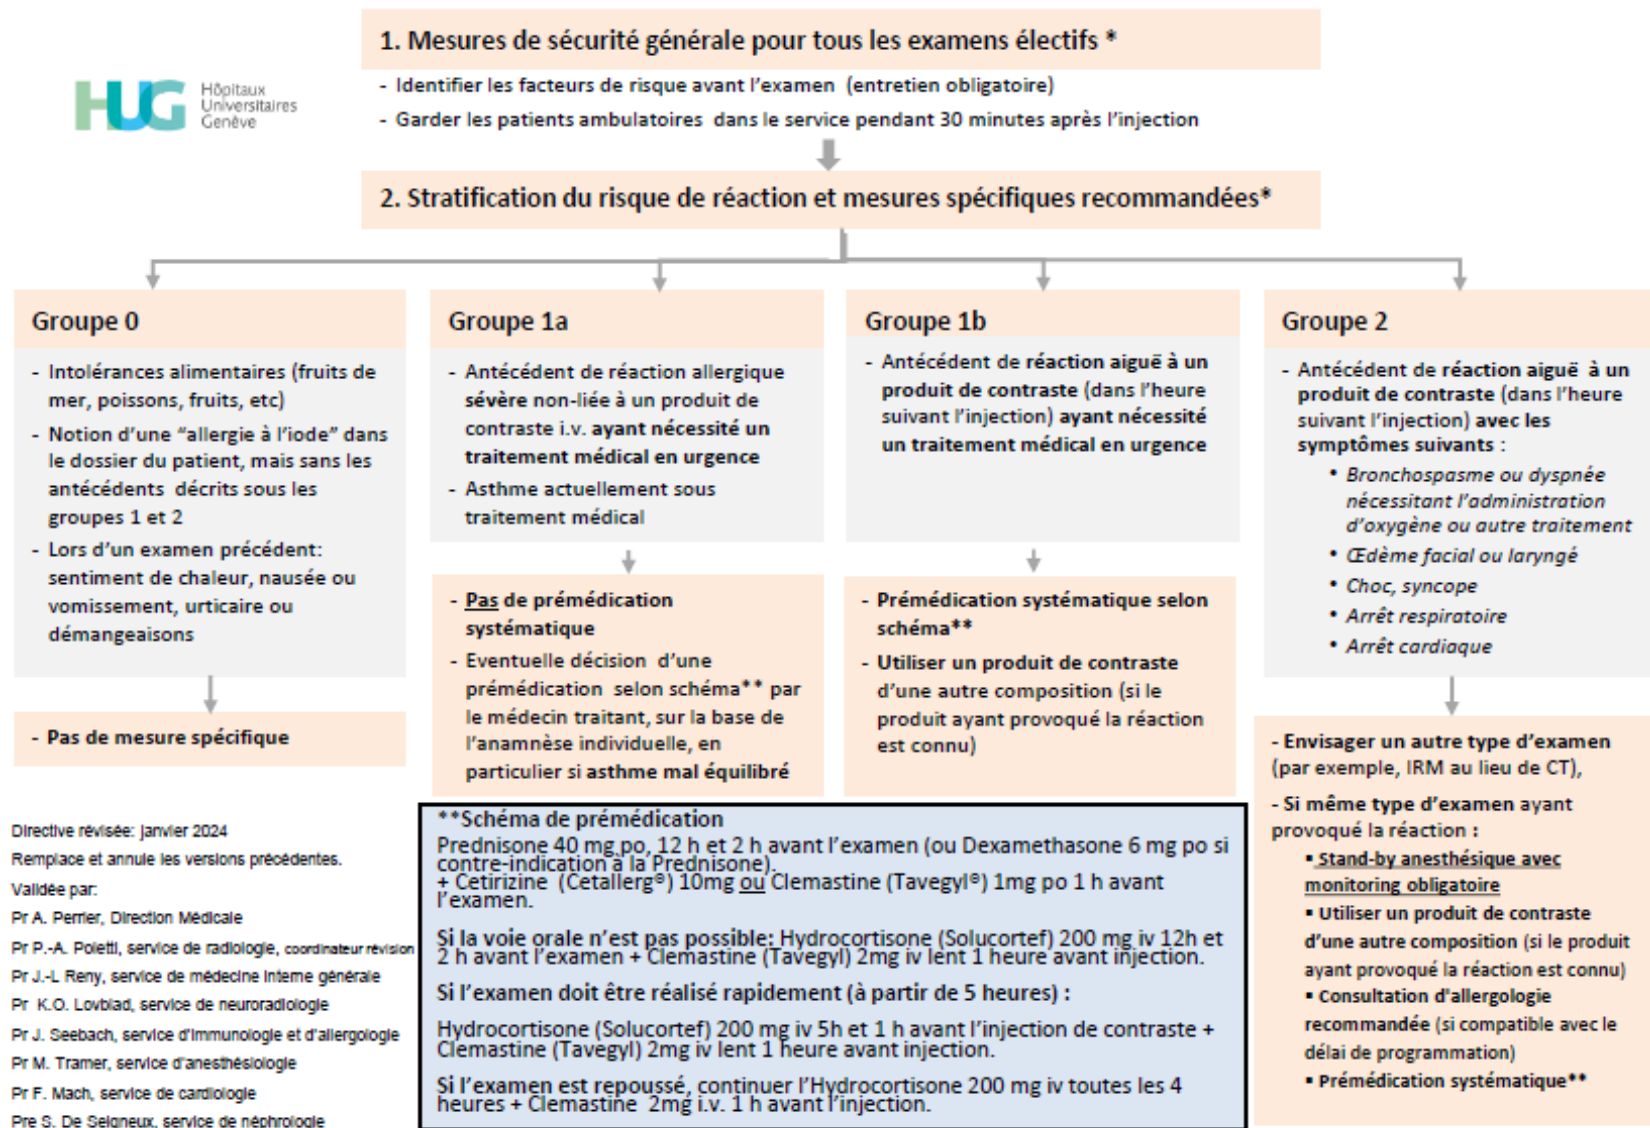 1. Mesures de sécurité générale pour tous les examens électifs *
HUG
Hôpitaux
Universitaires
Genève
- Identifier les facteurs de risque avant l'examen (entretien obligatoire)
- Garder les patients ambulatoires dans le service pendant 30 minutes après l'injection
2. Stratification du risque de réaction et mesures spécifiques recommandées*
Groupe 0
- Intolérances alimentaires (fruits de
mer, poissons, fruits, etc)
- Notion d'une "allergie à l'iode" dans
le dossier du patient, mais sans les
antécédents décrits sous les
groupes 1 et 2
- Lors d'un examen précédent:
sentiment de chaleur, nausée ou
vomissement, urticaire ou
démangeaisons
- Pas de mesure spécifique
Groupe 1a
- Antécédent de réaction allergique
sévère non-liée à un produit de
contraste i.v. ayant nécessité un
traitement médical en urgence
- Asthme actuellement sous
traitement médical
- Pas de prémédication
systématique
- Eventuelle décision d'une
prémédication selon schéma** par
le médecin traitant, sur la base de
l'anamnèse individuelle, en
particulier si asthme mal équilibré
Groupe 1b
- Antécédent de réaction aiguë à un
produit de contraste (dans l'heure
suivant l'injection) ayant nécessité
un traitement médical en urgence
- Prémédication systématique selon
schéma**
- Utiliser un produit de contraste
d'une autre composition (si le
produit ayant provoqué la réaction
est connu)
Groupe 2
- Antécédent de réaction aiguë à un
produit de contraste (dans l'heure
suivant l'injection) avec les
symptômes suivants :
• Bronchospasme ou dyspnée
nécessitant l'administration
d'oxygène ou autre traitement
• Œdème facial ou laryngé
• Choc, syncope
• Arrêt respiratoire
• Arrêt cardiaque
- Envisager un autre type d'examen
(par exemple, IRM au lieu de CT),
- Si même type d'examen ayant
provoqué la réaction :
▪ Stand-by anesthésique avec
monitoring obligatoire
▪ Utiliser un produit de contraste
d'une autre composition (si le produit
ayant provoqué la réaction est connu)
▪ Consultation d'allergologie
recommandée (si compatible avec le
délai de programmation)
▪ Prémédication systématique**
**Schéma de prémédication
Prednisone 40 mg po, 12 h et 2 h avant l'examen (ou Dexamethasone 6 mg po si
contre-indication à la Prednisone).
+ Cetirizine (Cetallerg®) 10mg ou Clemastine (Tavegyl®) 1mg po 1 h avant
l'examen.
Si la voie orale n'est pas possible: Hydrocortisone (Solucortef) 200 mg iv 12h et
2 h avant l'examen + Clemastine (Tavegyl) 2mg iv lent 1 heure avant injection.
Si l'examen doit être réalisé rapidement (à partir de 5 heures) :
Hydrocortisone (Solucortef) 200 mg iv 5h et 1 h avant l'injection de contraste +
Clemastine (Tavegyl) 2mg iv lent 1 heure avant injection.
Si l'examen est repoussé, continuer l'Hydrocortisone 200 mg iv toutes les 4
heures + Clemastine 2mg i.v. 1 h avant l'injection.
Directive révisée: janvier 2024
Remplace et annule les versions précédentes.
Validée par:
Pr A. Perrier, Direction Médicale
Pr P.-A. Poletti, service de radiologie, coordinateur révision
Pr J.-L Reny, service de médecine interne générale
Pr K.O. Lovblad, service de neuroradiologie
Pr J. Seebach, service d'immunologie et d'allergologie
Pr M. Tramer, service d'anesthésiologie
Pr F. Mach, service de cardiologie
Pre S. De Seigneux, service de néphrologie